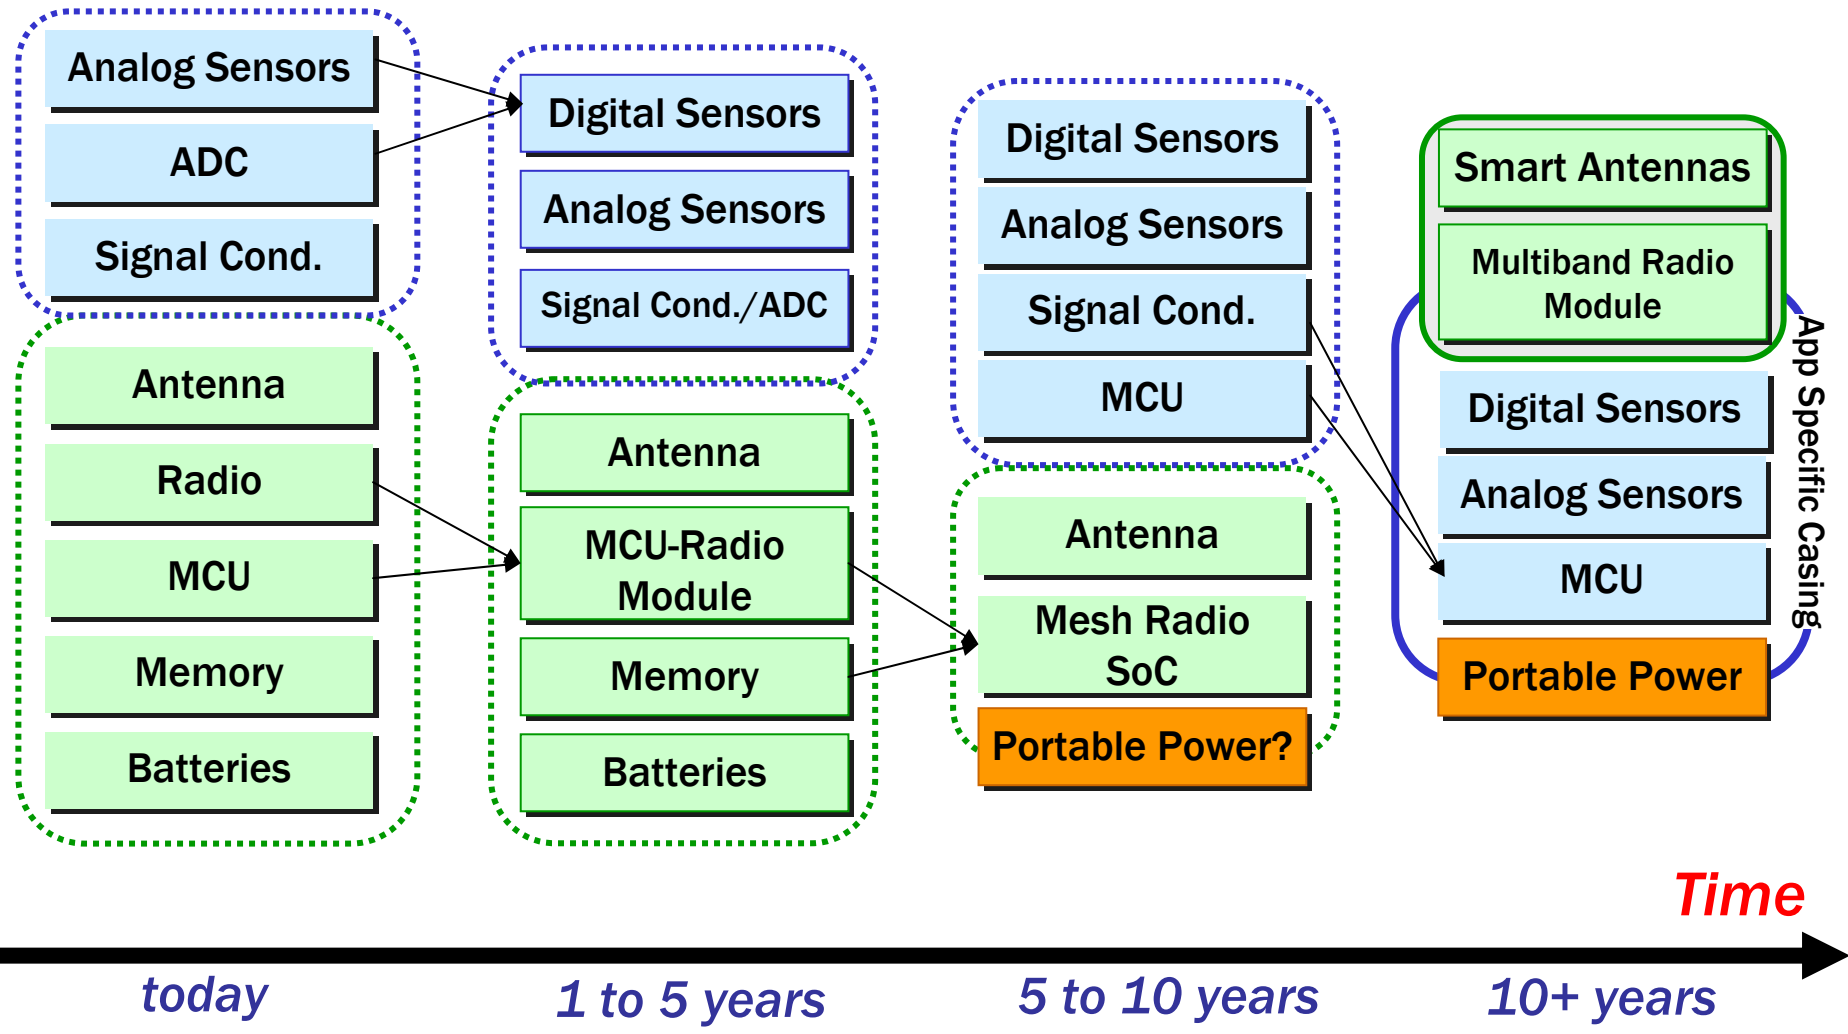 Analog Sensors
ADC
Signal Cond.
Antenna
Radio
MCU
Memory
Batteries
Digital Sensors
Analog Sensors
Signal Cond./ADC
Antenna
MCU-Radio
Module
Memory
Batteries
Digital Sensors
Analog Sensors
Signal Cond.
MCU
Antenna
Mesh Radio
SoC
Portable Power?
Smart Antennas
Multiband Radio
Module
Digital Sensors
Analog Sensors
MCU
Portable Power
App Specific Casing
Time
today
1 to 5 years
5 to 10 years
10+ years